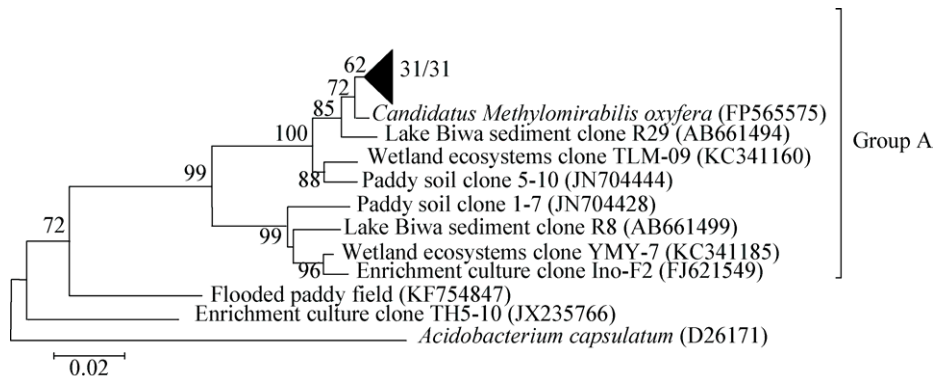 62
31/31
72
85
Candidatus Methylomirabilis oxyfera (FP565575)
100
Lake Biwa sediment clone R29 (AB661494)
Group A
Wetland ecosystems clone TLM-09 (KC341160)
99
88
Paddy soil clone 5-10 (JN704444)
Paddy soil clone 1-7 (JN704428)
72
99
Lake Biwa sediment clone R8 (AB661499)
Wetland ecosystems clone YMY-7 (KC341185)
96
Enrichment culture clone Ino-F2 (FJ621549)
Flooded paddy field (KF754847)
Enrichment culture clone TH5-10 (JX235766)
Acidobacterium capsulatum (D26171)
0.02